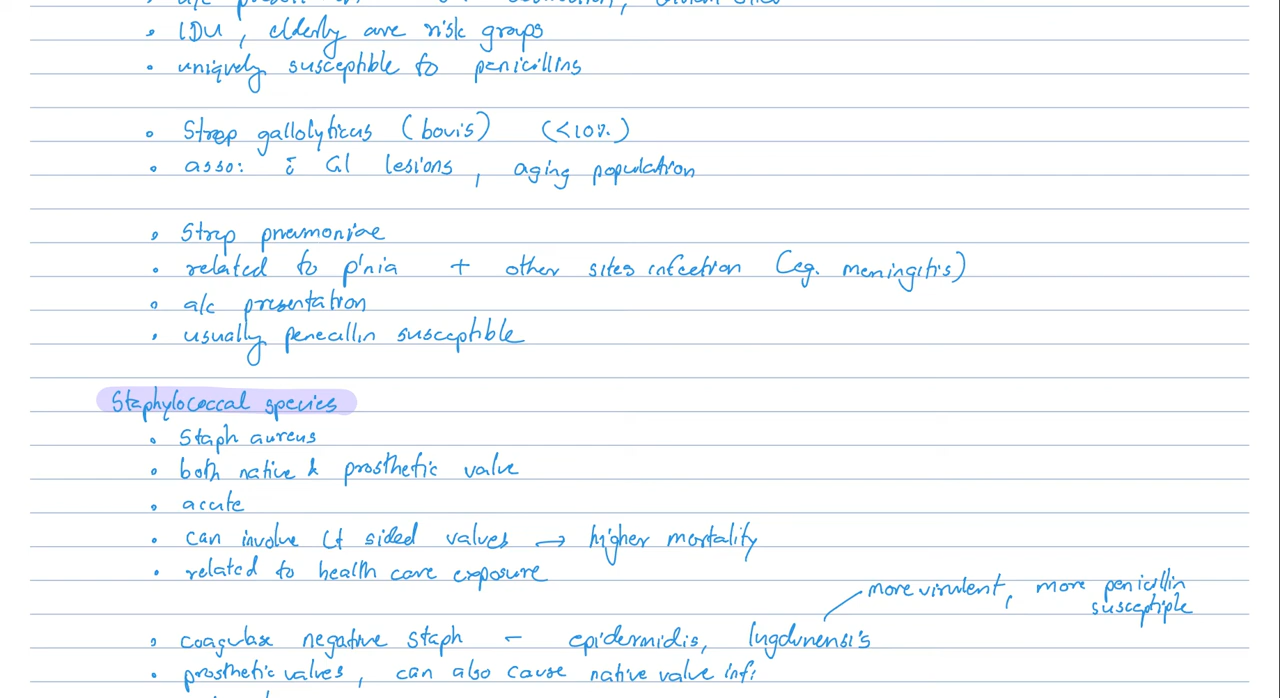 • IDU, elderly are risk groups
• uniquely susceptble to penicillins
• Strep gallolyticus (bovis) (<10%.)
• asso: c̄ GI lesions, aging population
• Strep pneumoniae
• related to p'nia + other sites infection (eg. meningitis)
• a/c presentation
• usually penecallin susceptible
Staphylococcal species
• Staph aureus
• both native & prosthetic valve
• acute
• can involve Lt sided valves → higher mortality
• related to health care exposure
more virulent, more penicillin
susceptiple
• coagulase negative staph - epidermidis, lugdunensis
• prosthetic valves, can also cause native valve inf: